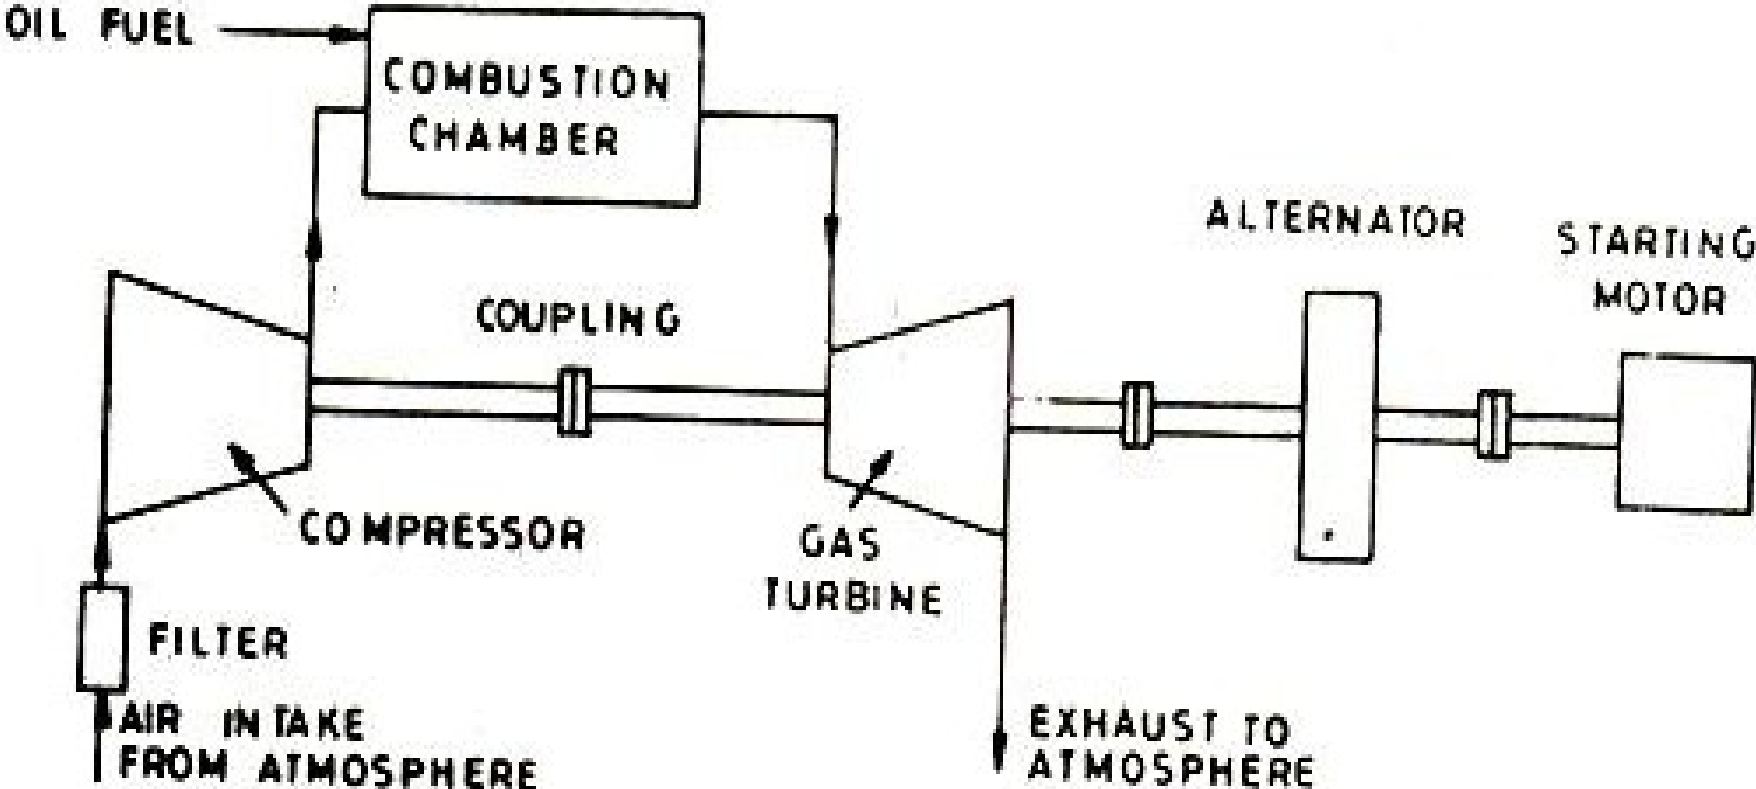 OIL FUEL
COMBUSTION
CHAMBER
ALTERNATOR
STARTING
MOTOR
COUPLING
COMPRESSOR
GAS
TURBINE
FILTER
AIR INTAKE
FROM ATMOSPHERE
EXHAUST TO
ATMOSPHERE